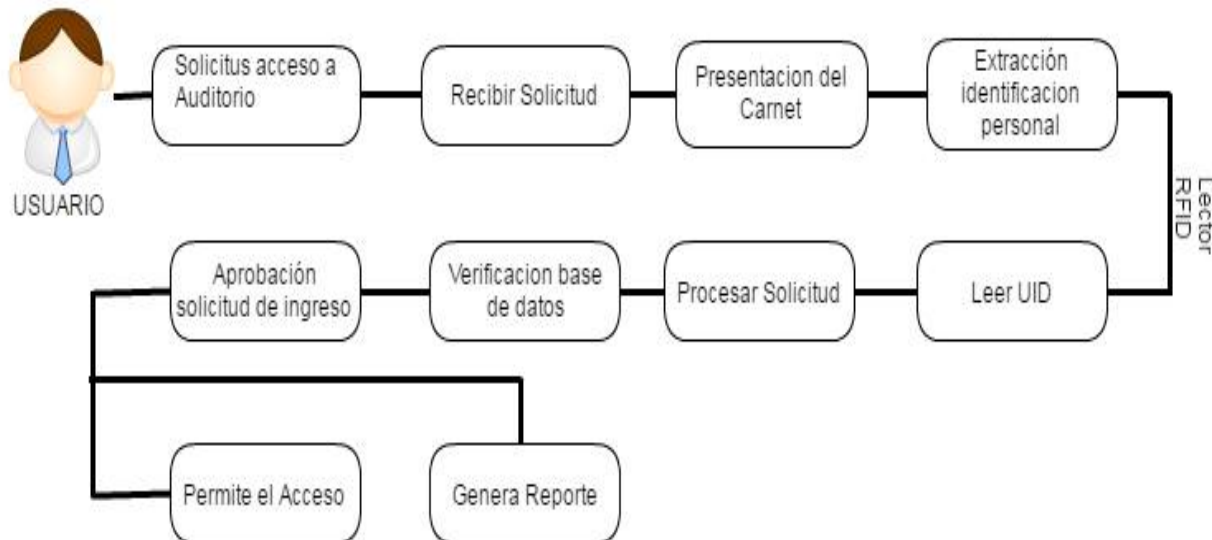 Solicitus acceso a
Auditorio
Recibir Solicitud
Presentacion del
Carnet
Extracción
identificacion
personal
USUARIO
Lector
RFID
Aprobación
solicitud de ingreso
Verificacion base
de datos
Procesar Solicitud
Leer UID
Permite el Acceso
Genera Reporte